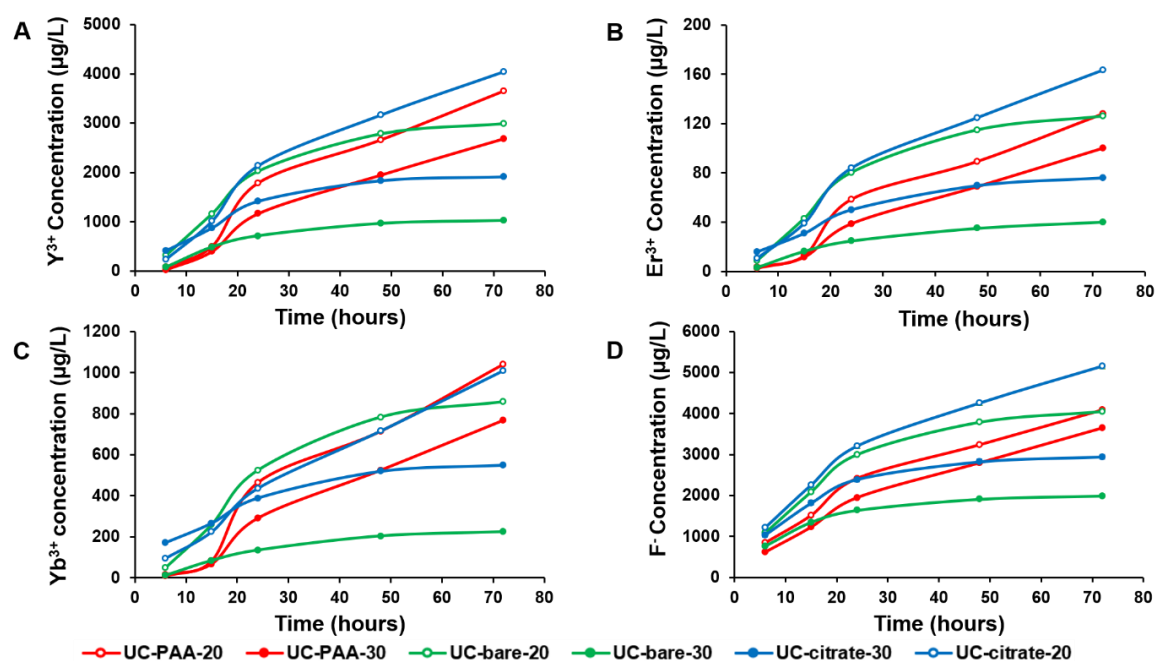 A
Y³⁺ Concentration (µg/L)
5000
4000
3000
2000
1000
0
0 10 20 30 40 50 60 70 80
Time (hours)
B
Er³⁺ Concentration (µg/L)
200
160
120
80
40
0
0 10 20 30 40 50 60 70 80
Time (hours)
C
Yb³⁺ concentration (µg/L)
1200
1000
800
600
400
200
0
0 10 20 30 40 50 60 70 80
Time (hours)
D
F⁻ Concentration (µg/L)
6000
5000
4000
3000
2000
1000
0
0 10 20 30 40 50 60 70 80
Time (hours)
UC-PAA-20 UC-PAA-30 UC-bare-20 UC-bare-30 UC-citrate-30 UC-citrate-20